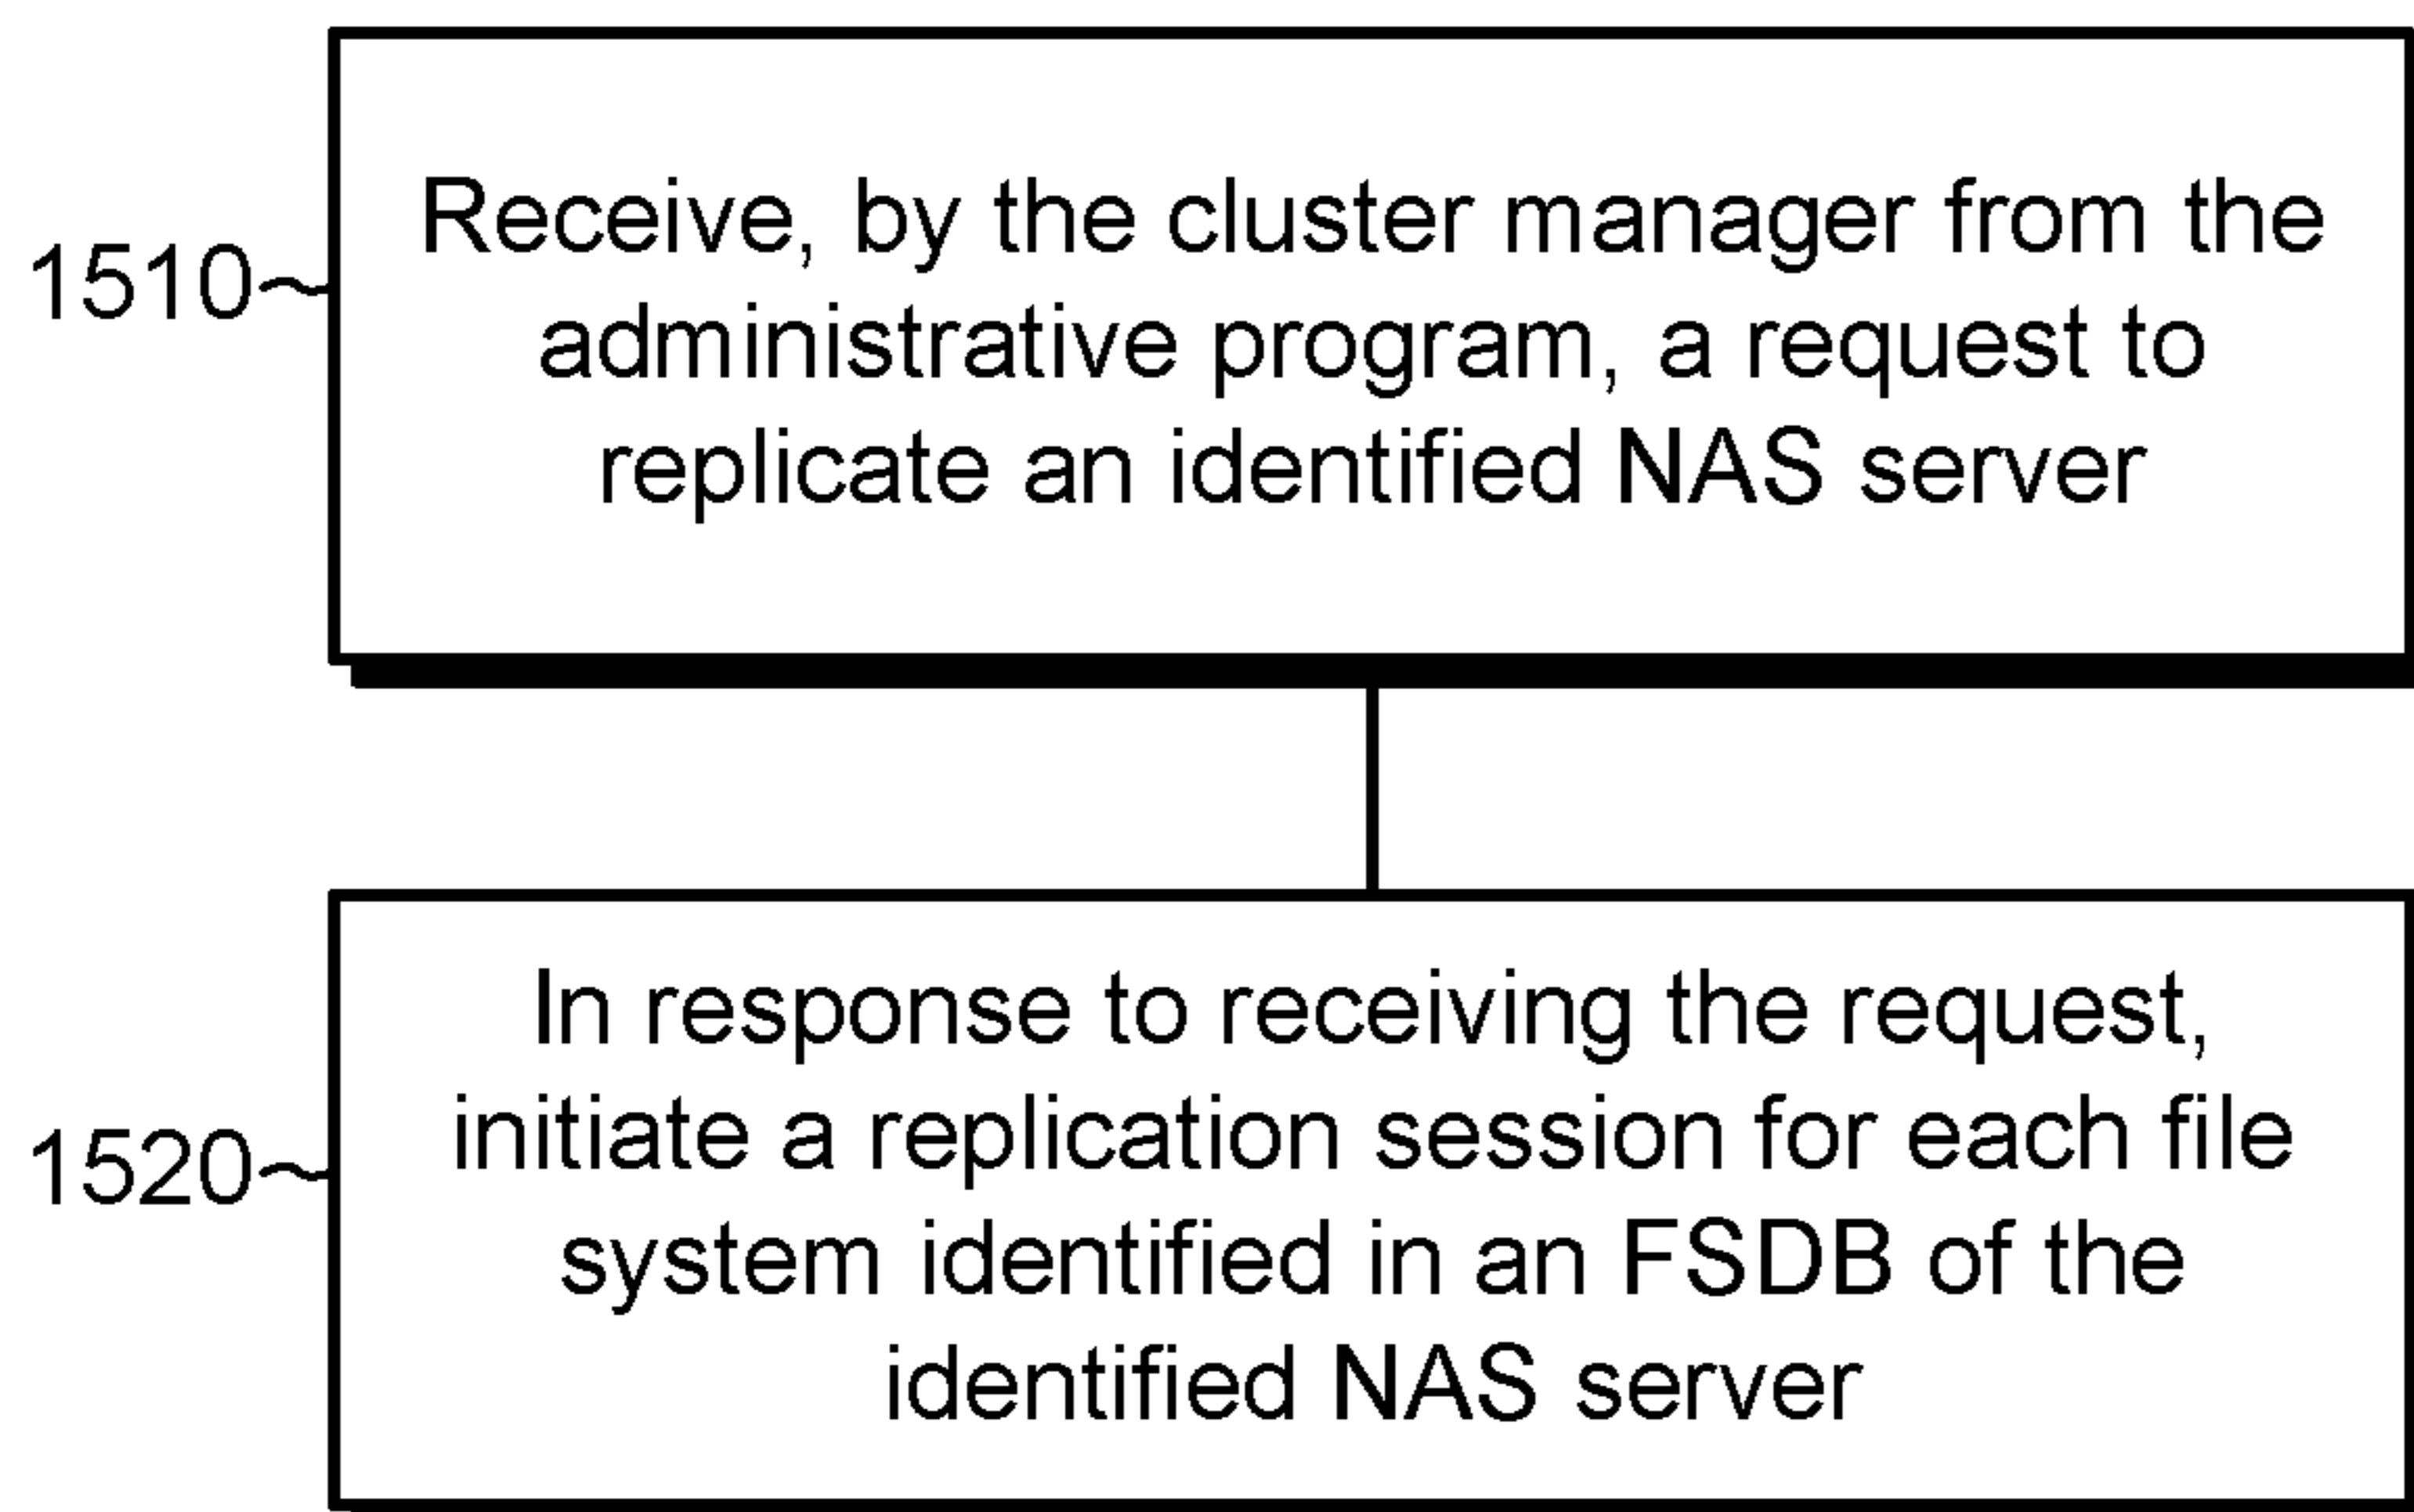 1510
Receive, by the cluster manager from the
administrative program, a request to
replicate an identified NAS server
1520
In response to receiving the request,
initiate a replication session for each file
system identified in an FSDB of the
identified NAS server